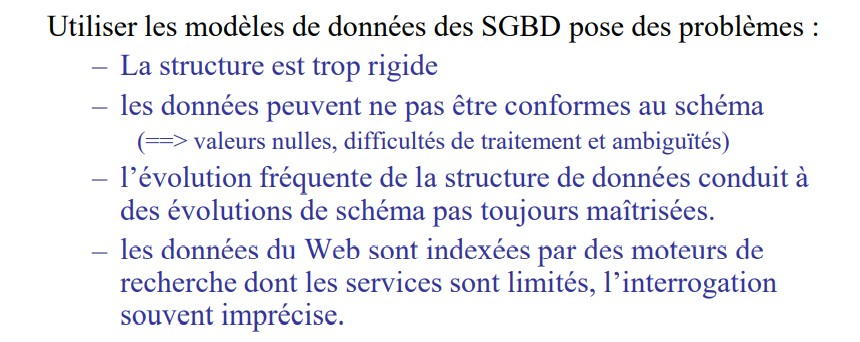 Utiliser les modèles de données des SGBD pose des problèmes :
– La structure est trop rigide
– les données peuvent ne pas être conformes au schéma
(==> valeurs nulles, difficultés de traitement et ambiguïtés)
– l’évolution fréquente de la structure de données conduit à
des évolutions de schéma pas toujours maîtrisées.
– les données du Web sont indexées par des moteurs de
recherche dont les services sont limités, l’interrogation
souvent imprécise.